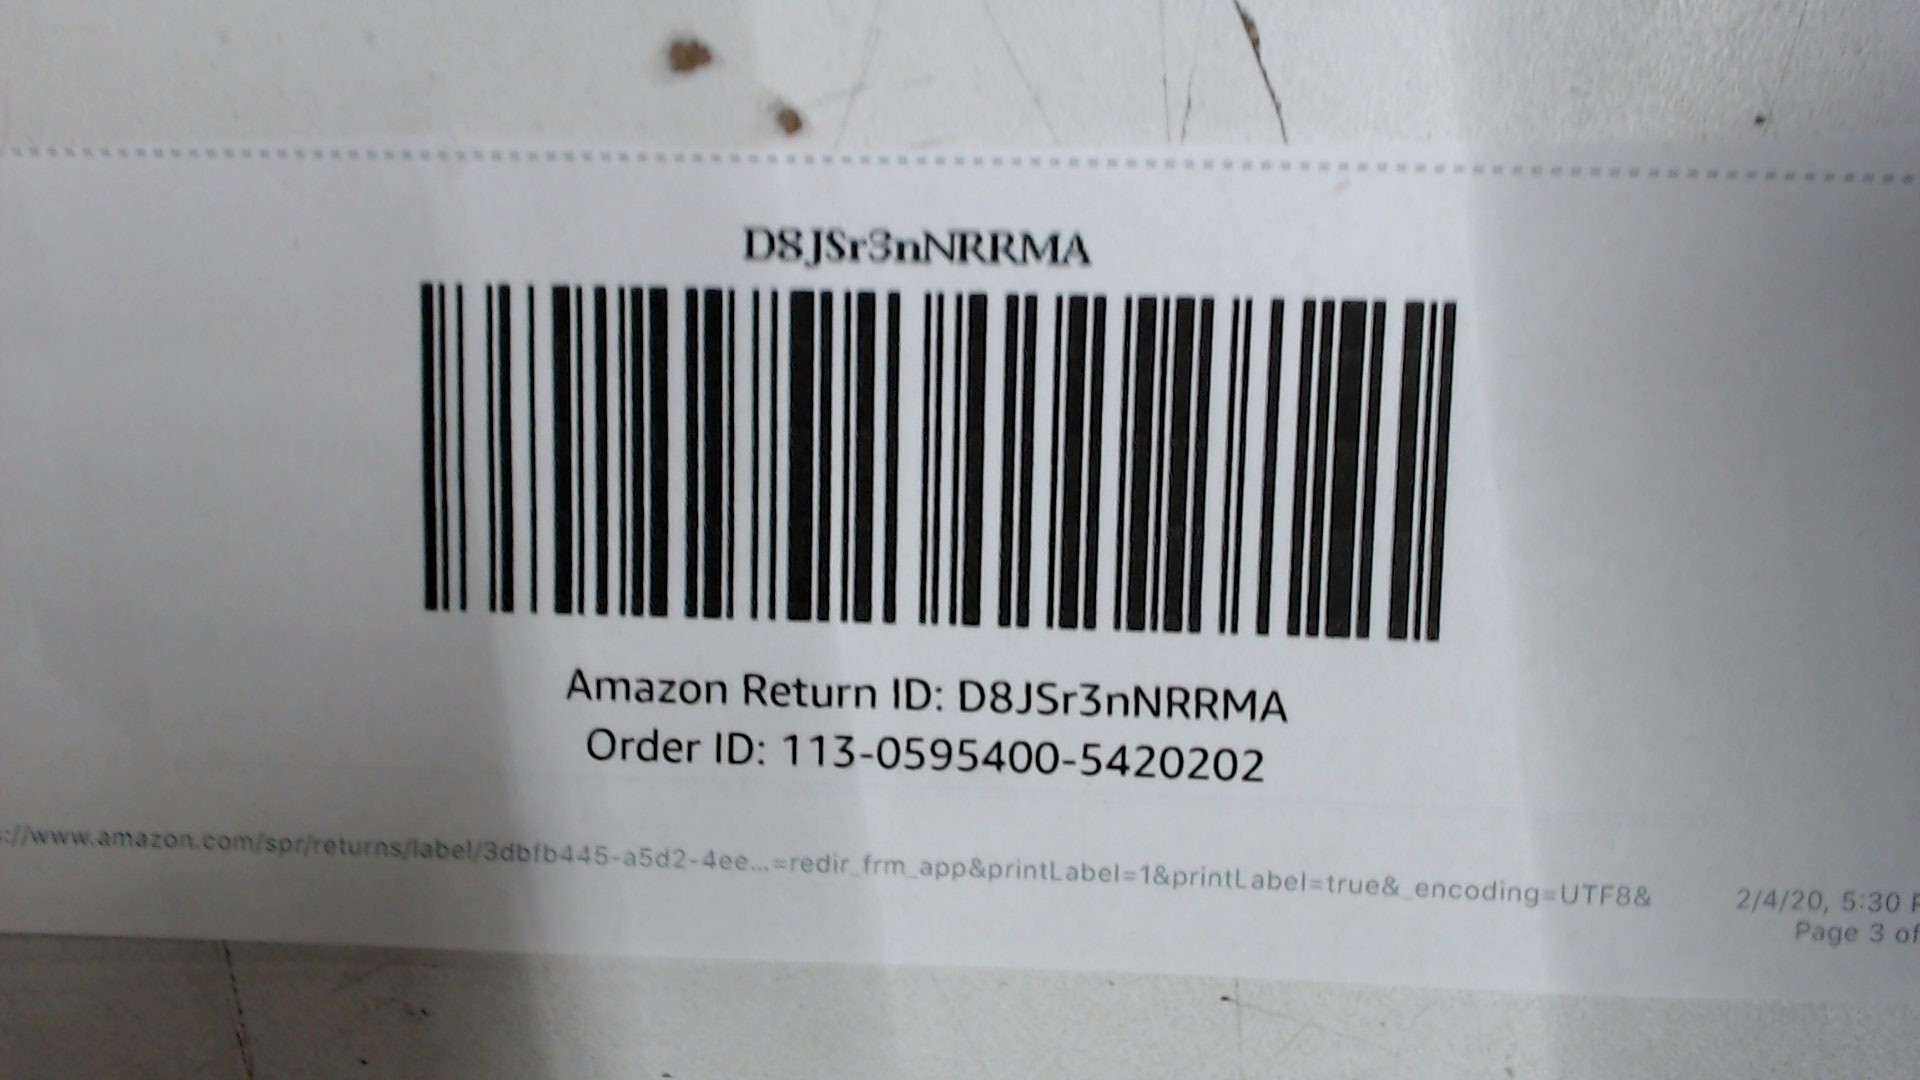 D8JSr3nNRRMA
Amazon Return ID: D8JSr3nNRRMA
Order ID: 113-0595400-5420202
://www.amazon.com/spr/returns/label/3dbfb445-a5d2-4ee...=redir_frm_app&printLabel=1&printLabel=true&_encoding=UTF8&
2/4/20, 5:30
Page 3 of